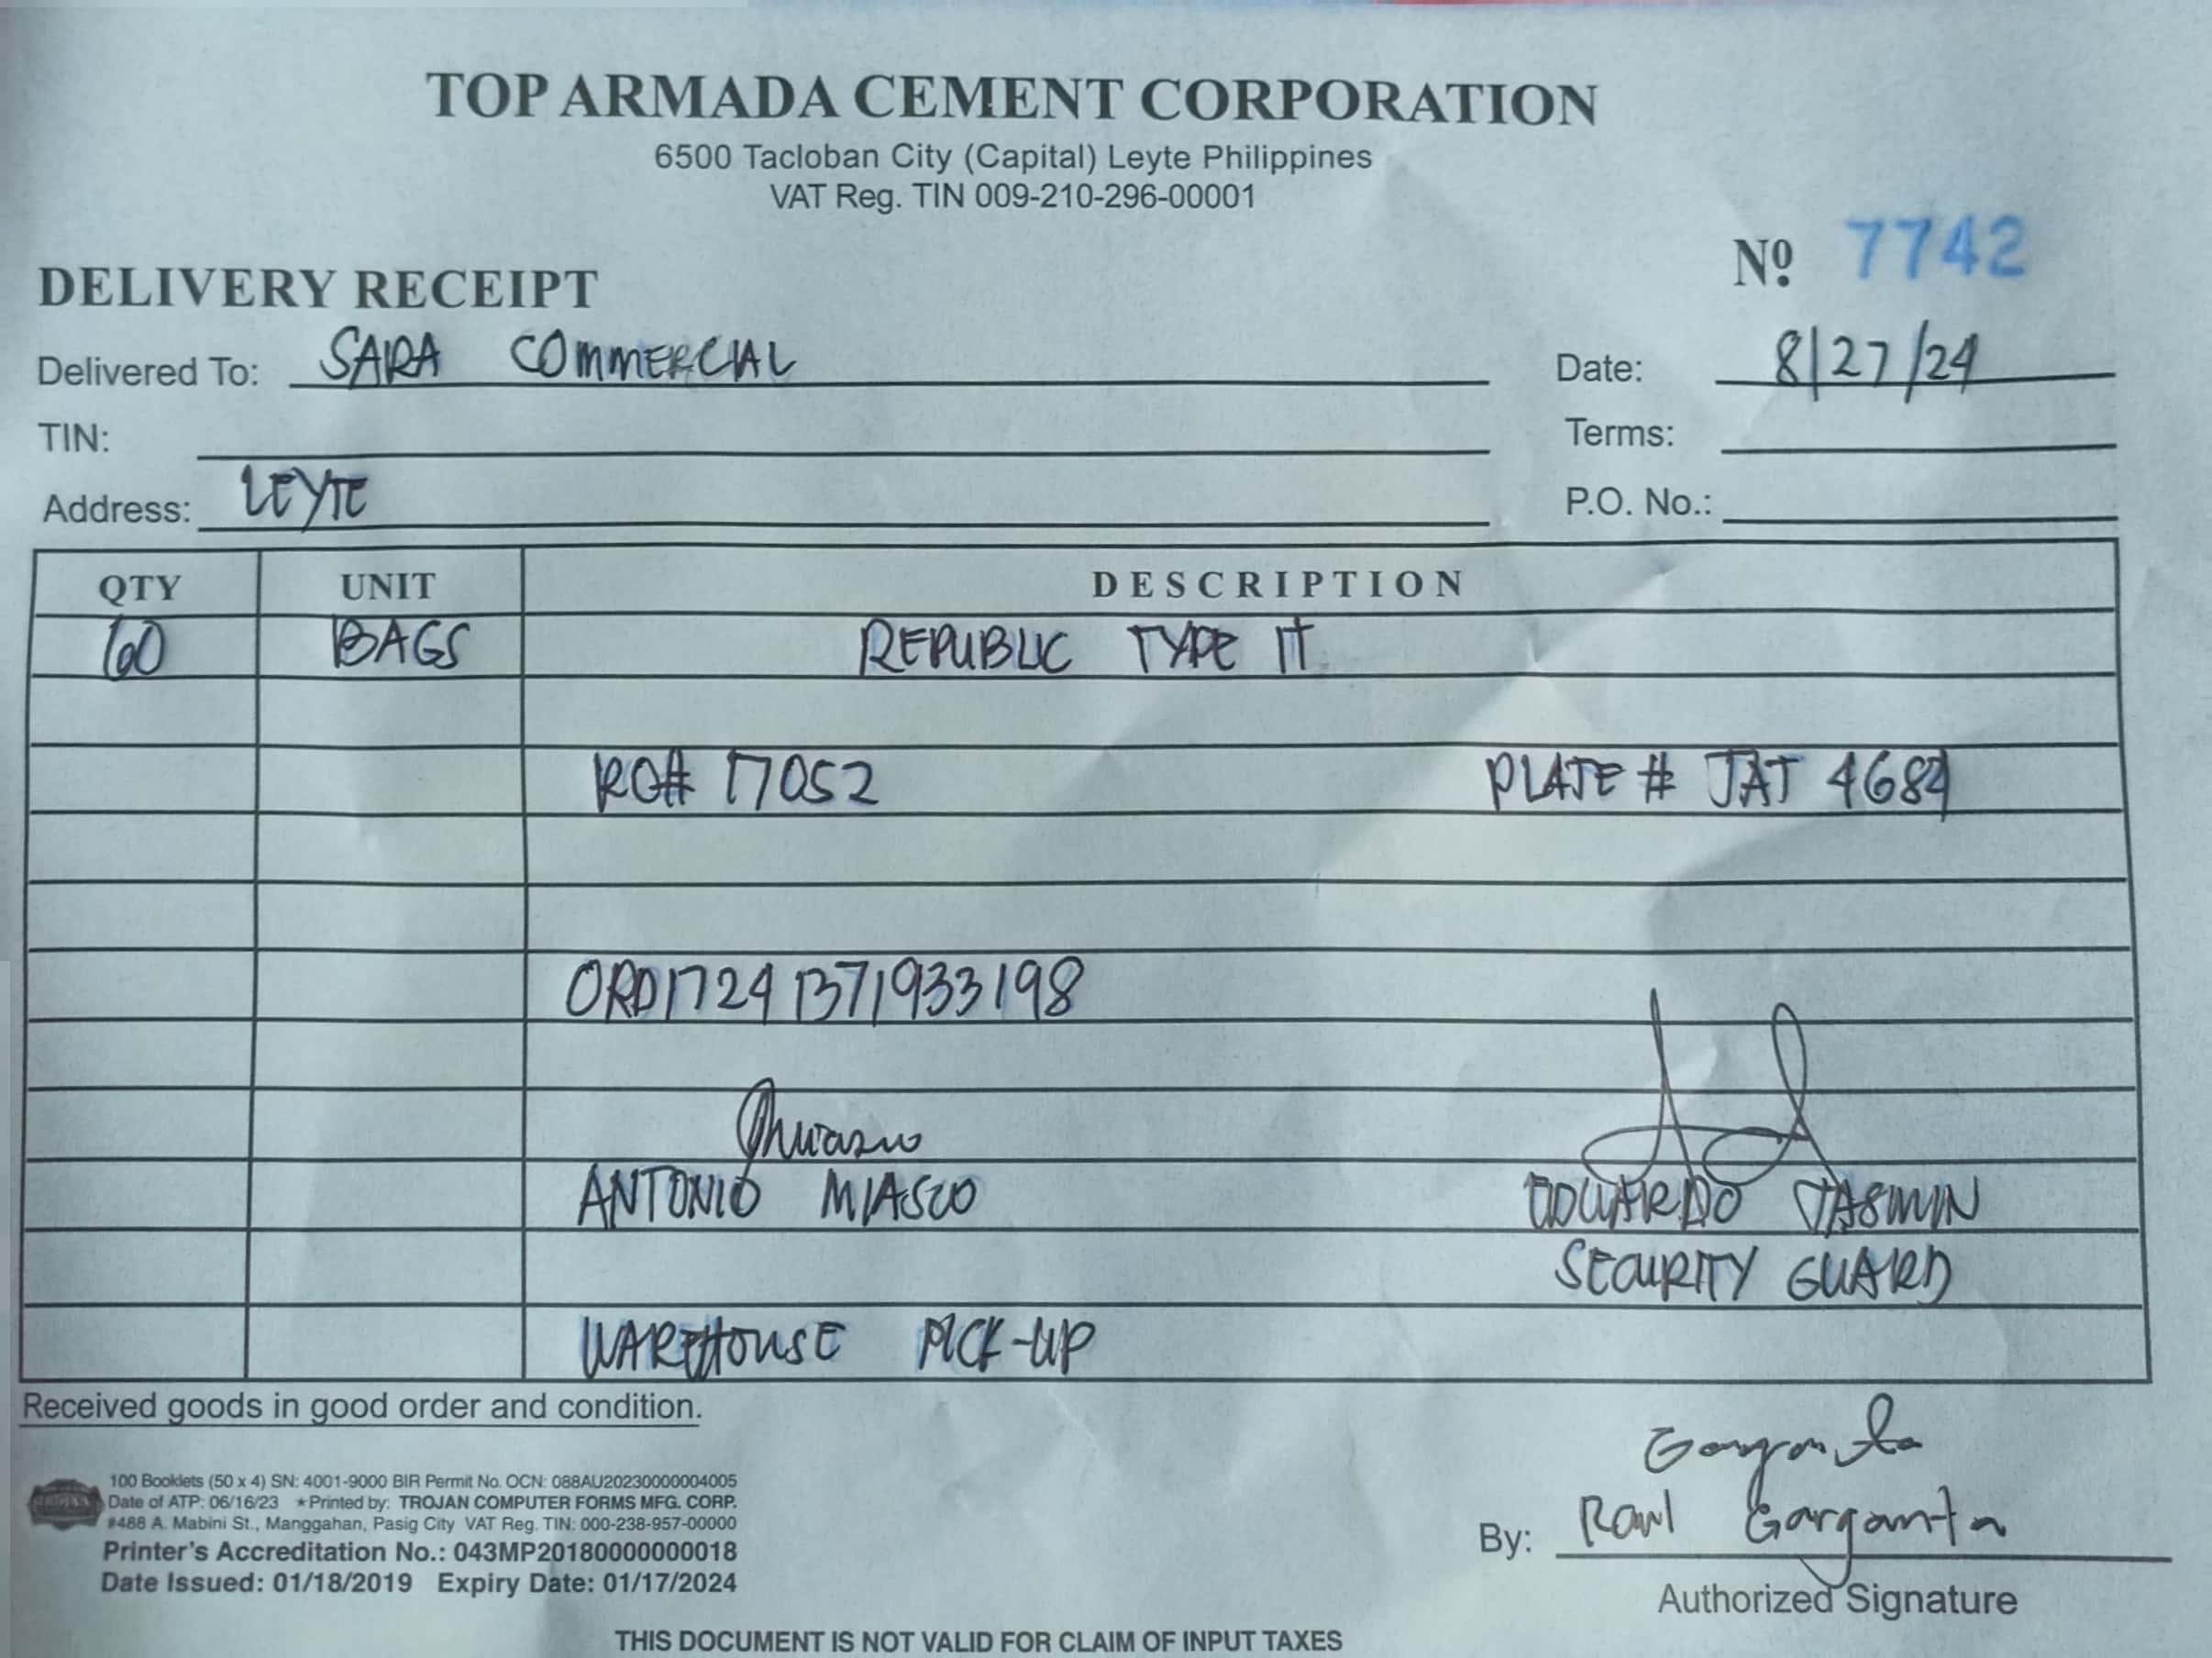 TOP ARMADA CEMENT CORPORATION
6500 Tacloban City (Capital) Leyte Philippines
VAT Reg. TIN 009-210-296-00001
Nº 7742
DELIVERY RECEIPT
Delivered To: SARA COMMERCIAL
Date: 8/27/24
TIN:
Terms:
Address: LEYTE
P.O. No.:
QTY UNIT DESCRIPTION
60 BAGS REPUBLIC TYPE IT
RO# 17052 PLATE # JAT 4684
ORD17241371933198
ANTONIO MIASCO EDUARDO JASMIN
SECURITY GUARD
WAREHOUSE PICK-UP
Received goods in good order and condition.
100 Booklets (50 x 4) SN: 4001-9000 BIR Permit No. OCN: 088AU20230000004005
Date of ATP: 06/16/23 ★Printed by: TROJAN COMPUTER FORMS MFG. CORP.
#488 A. Mabini St., Manggahan, Pasig City VAT Reg. TIN: 000-238-957-00000
Printer's Accreditation No.: 043MP20180000000018
Date Issued: 01/18/2019 Expiry Date: 01/17/2024
Garganta
By: Raul Garganta
Authorized Signature
THIS DOCUMENT IS NOT VALID FOR CLAIM OF INPUT TAXES